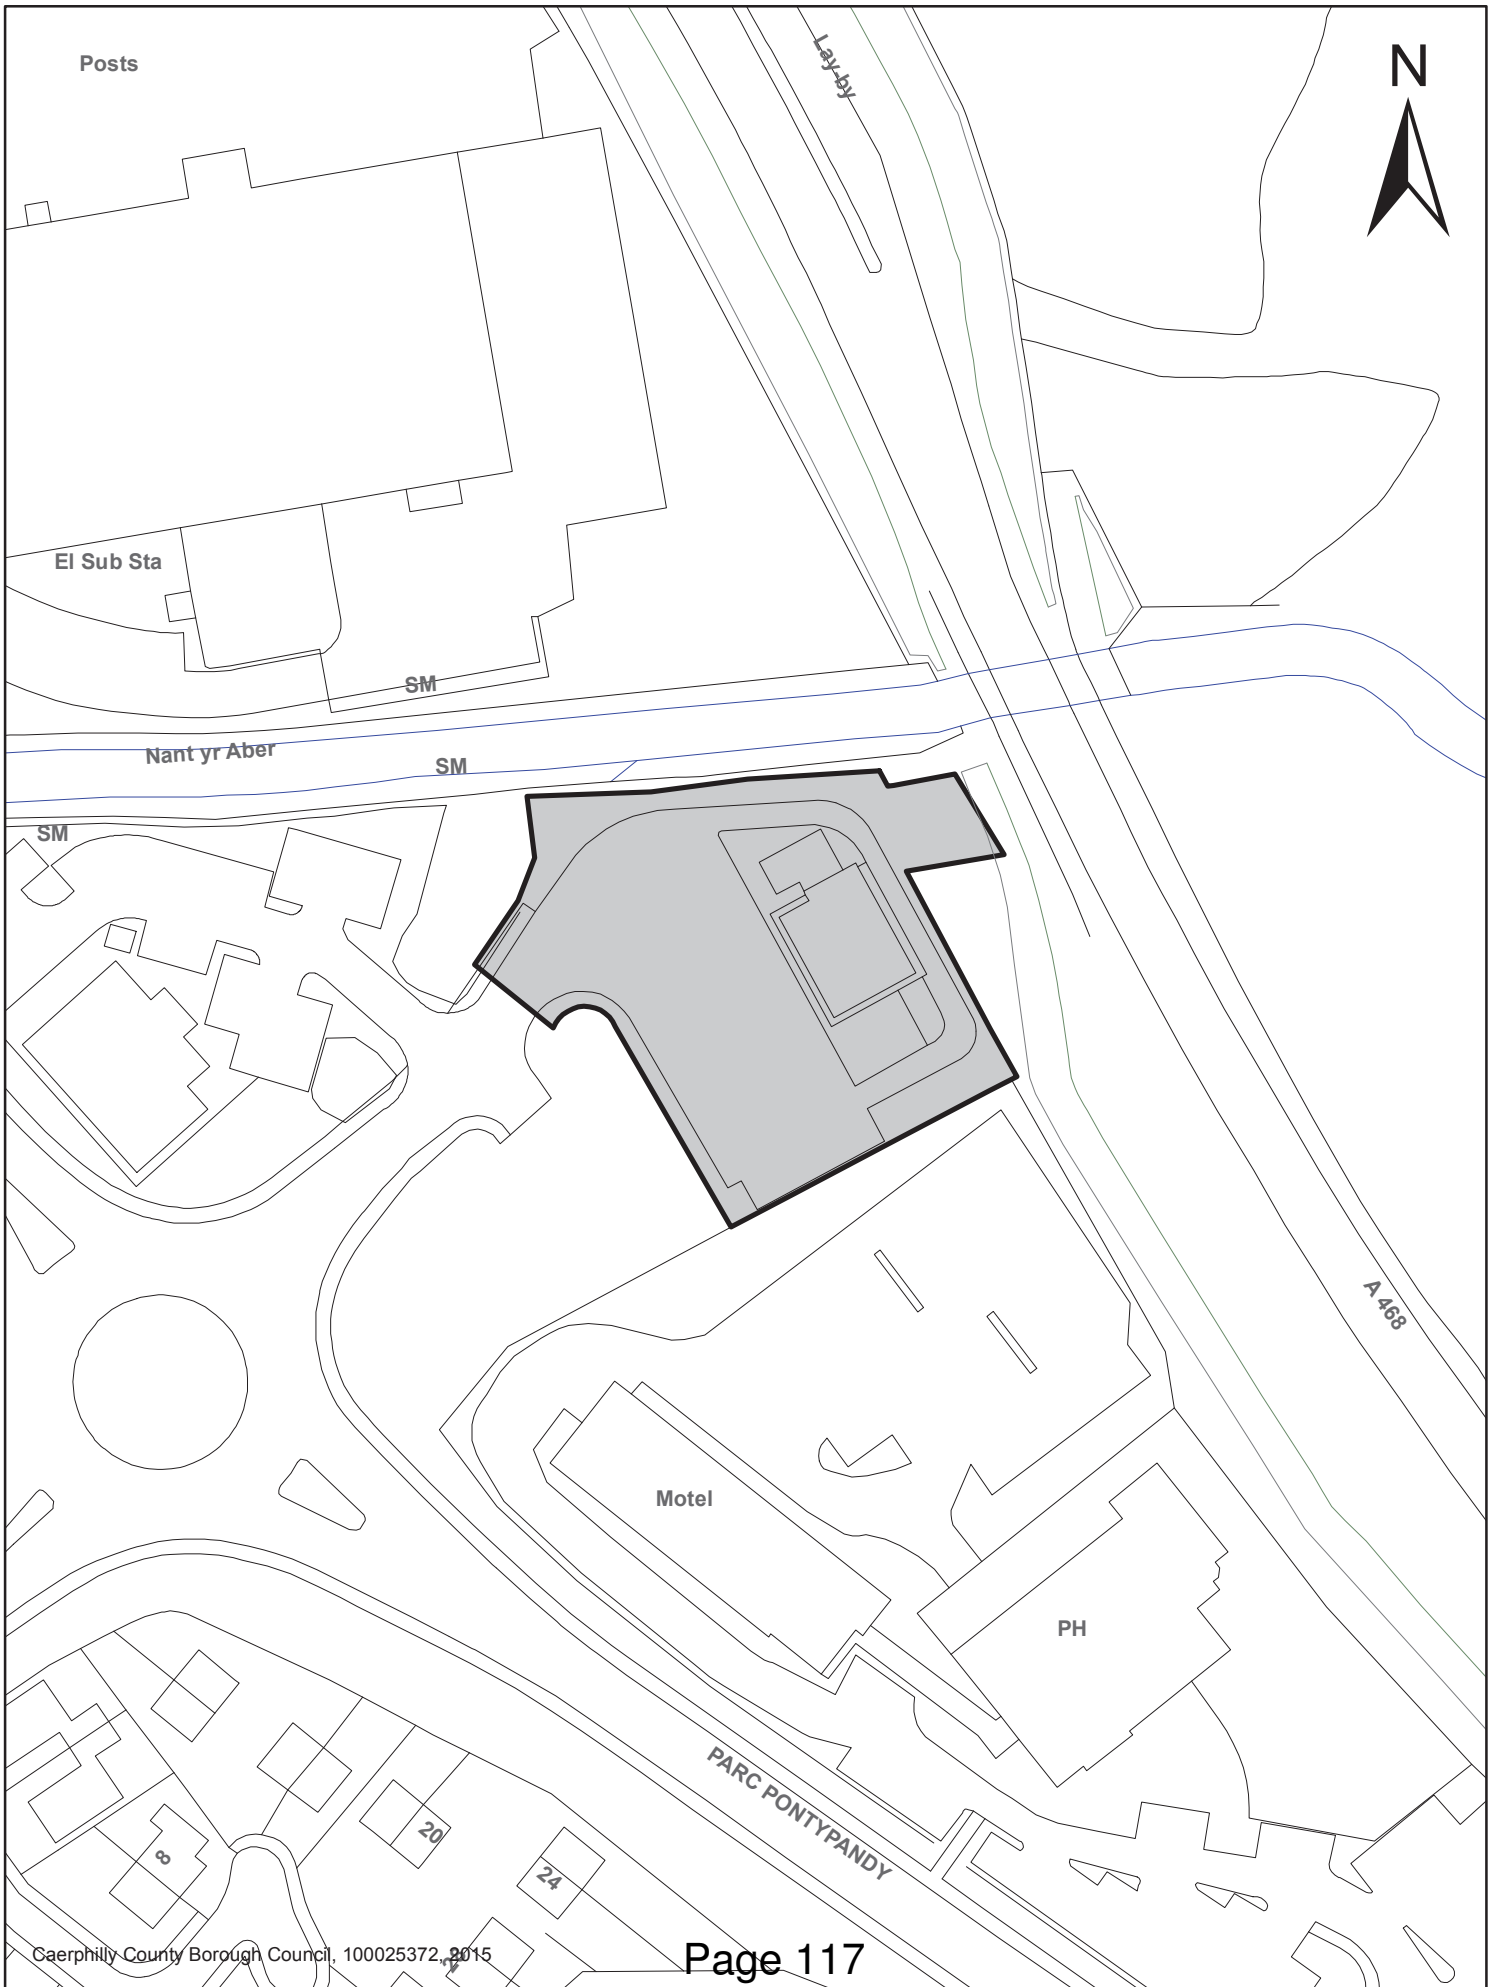 Posts
Lay-by
N
El Sub Sta
SM
Nant yr Aber
SM
SM
A 468
Motel
PH
PARC PONTYPANDY
20
8
24
Caerphilly County Borough Council, 100025372, 2015
Page 117